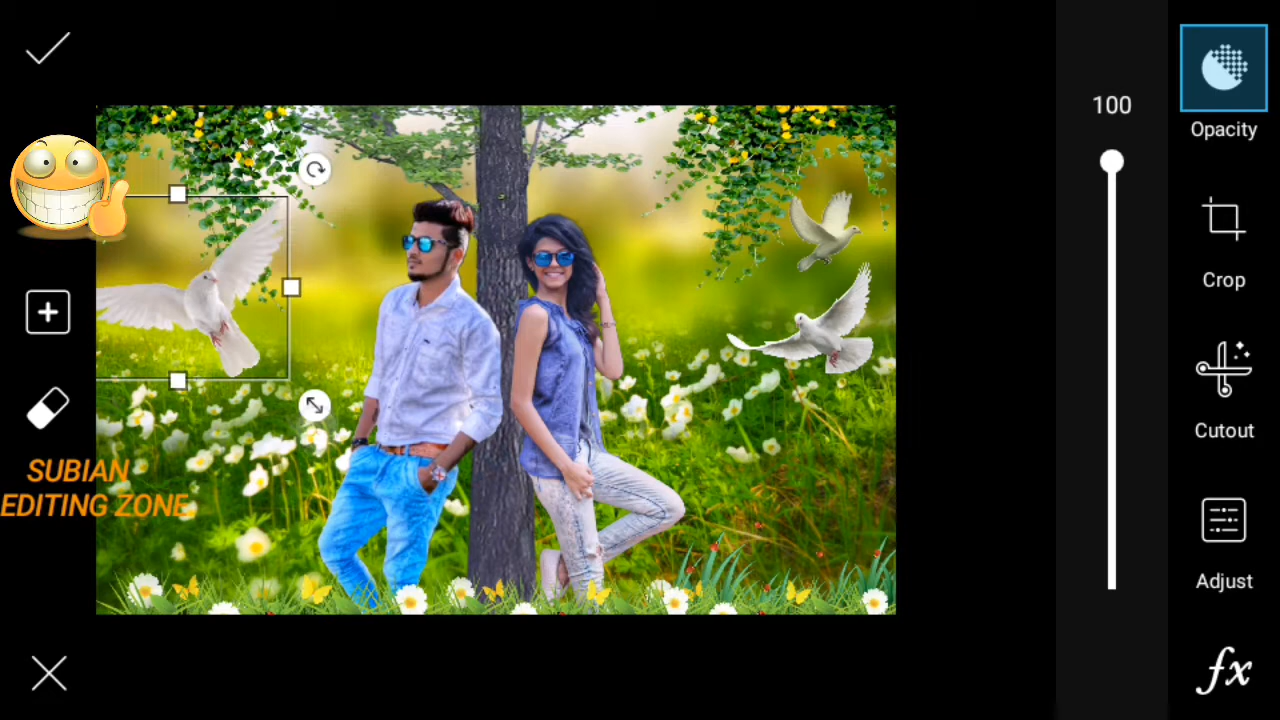 100
Opacity
Crop
Cutout
SUBIAN
EDITING ZONE
Adjust
fx